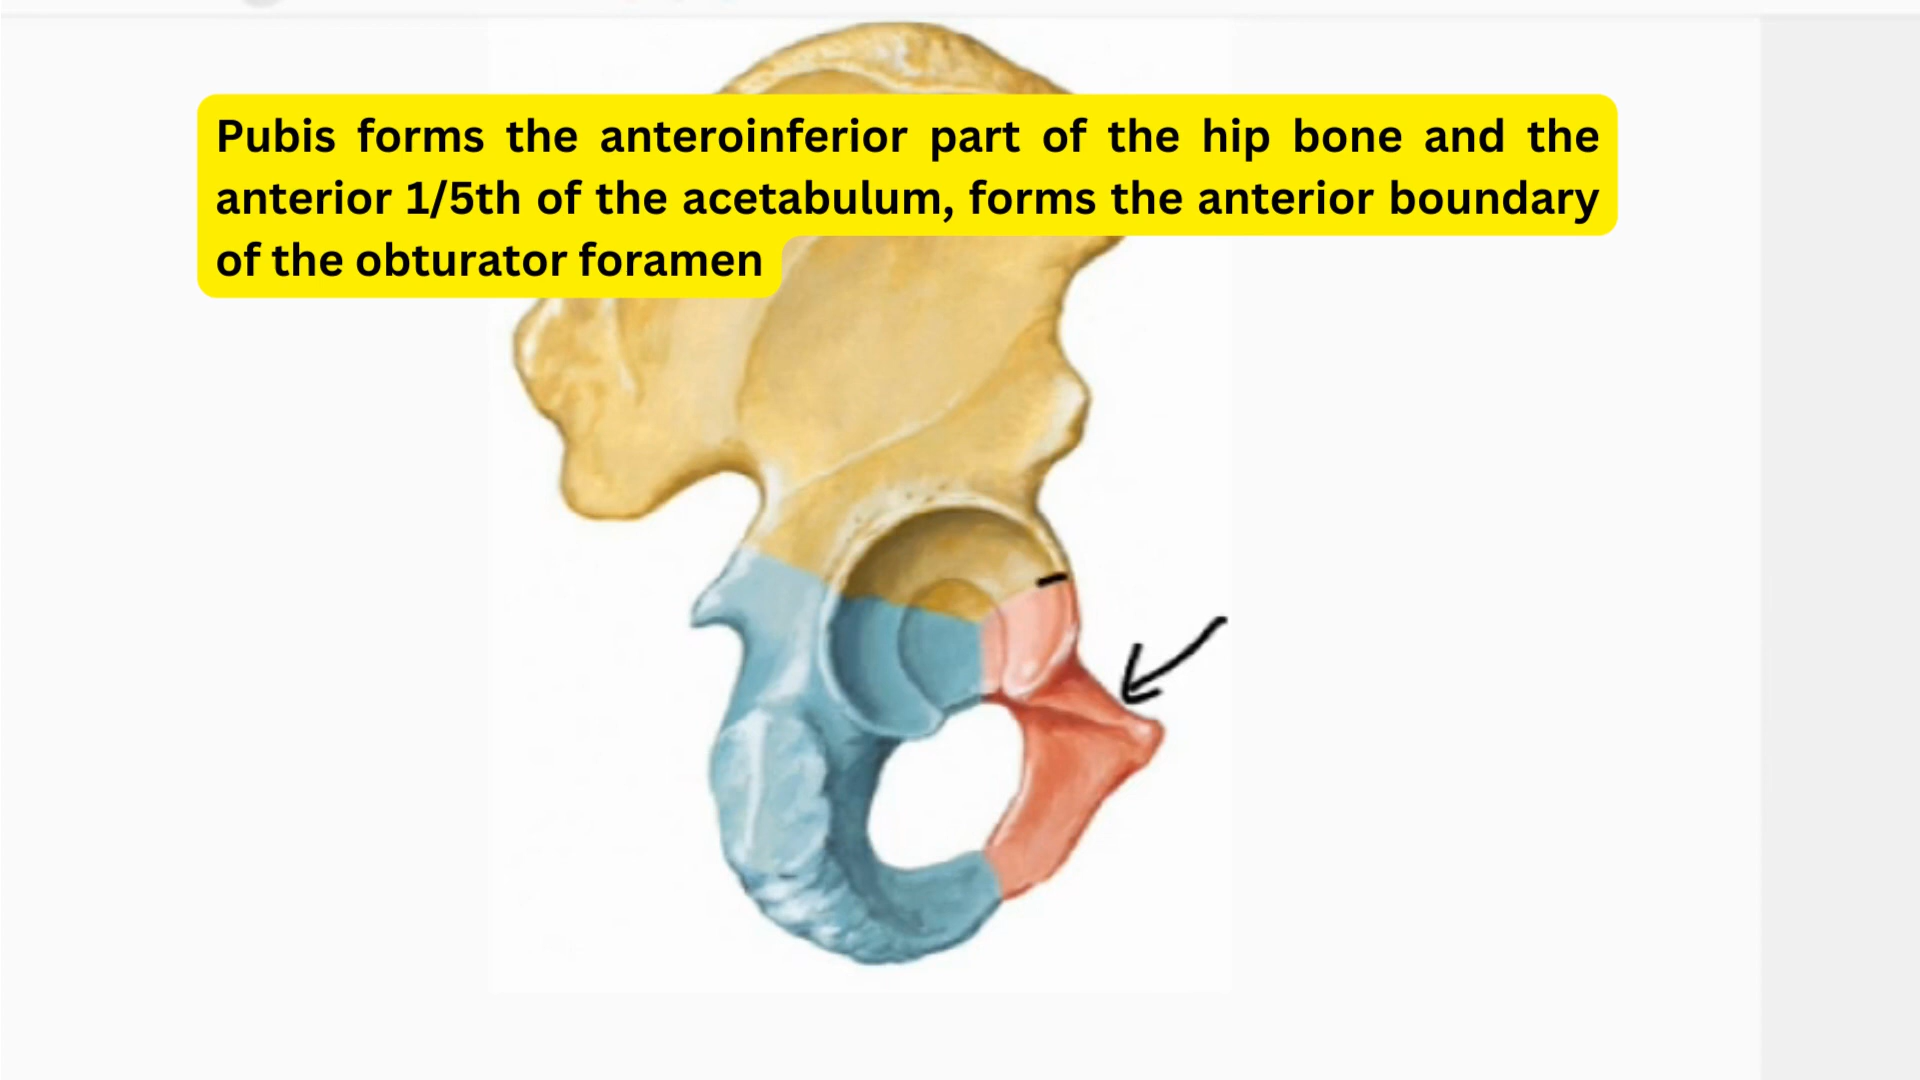 Pubis forms the anteroinferior part of the hip bone and the
anterior 1/5th of the acetabulum, forms the anterior boundary
of the obturator foramen